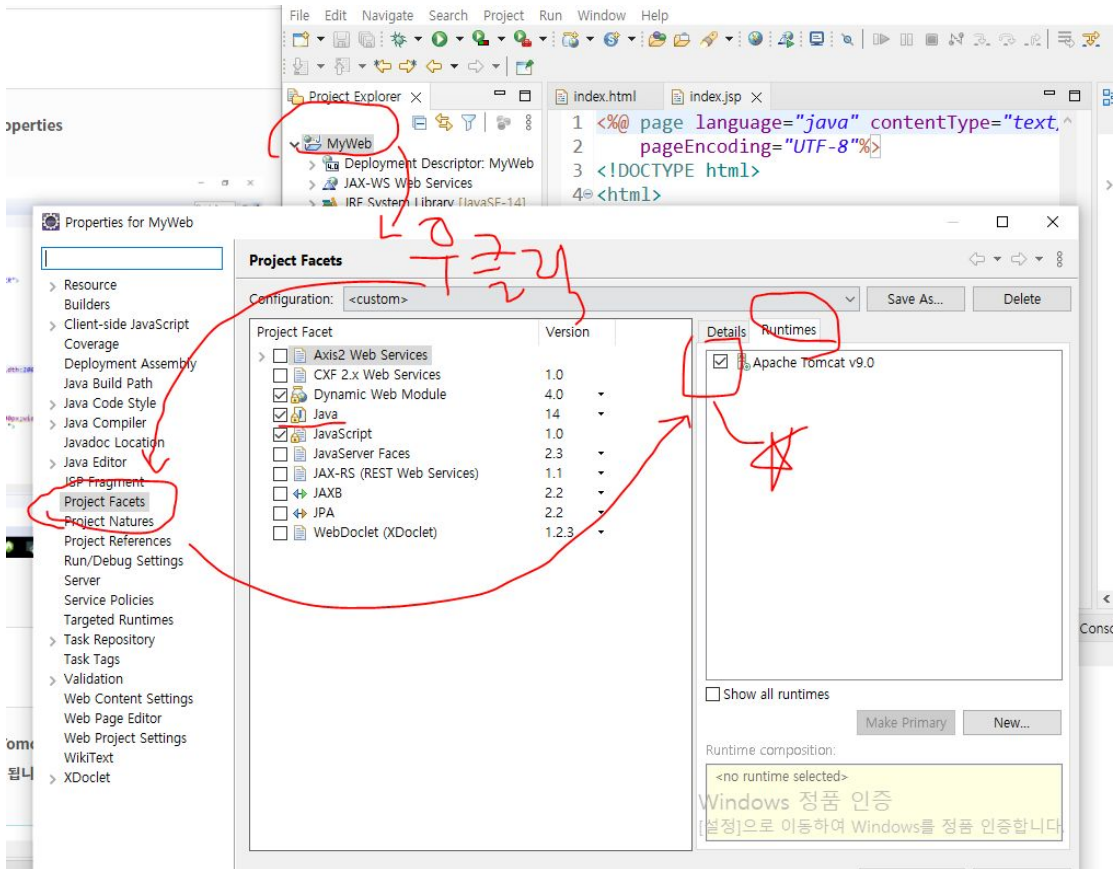 File Edit Navigate Search Project Run Window Help
Project Explorer
index.html
index.jsp
MyWeb
Deployment Descriptor: MyWeb
JAX-WS Web Services
JRE System Library [JavaSE-14]
1 <%@ page language="java" contentType="text/
2 pageEncoding="UTF-8"%>
3 <!DOCTYPE html>
4 <html>
operties
우클릭
Properties for MyWeb
Resource
Builders
Client-side JavaScript
Coverage
Deployment Assembly
Java Build Path
Java Code Style
Java Compiler
Javadoc Location
Java Editor
JSP Fragment
Project Facets
Project Natures
Project References
Run/Debug Settings
Server
Service Policies
Targeted Runtimes
Task Repository
Task Tags
Validation
Web Content Settings
Web Page Editor
Web Project Settings
WikiText
XDoclet
Project Facets
Configuration: <custom> Save As... Delete
Project Facet Version
Axis2 Web Services
CXF 2.x Web Services 1.0
Dynamic Web Module 4.0
Java 14
JavaScript 1.0
JavaServer Faces 2.3
JAX-RS (REST Web Services) 1.1
JAXB 2.2
JPA 2.2
WebDoclet (XDoclet) 1.2.3
Details Runtimes
Apache Tomcat v9.0
Show all runtimes
Make Primary New...
Runtime composition:
<no runtime selected>
Windows 정품 인증
[설정]으로 이동하여 Windows를 정품 인증합니다.
Conso
Tomo
됩니